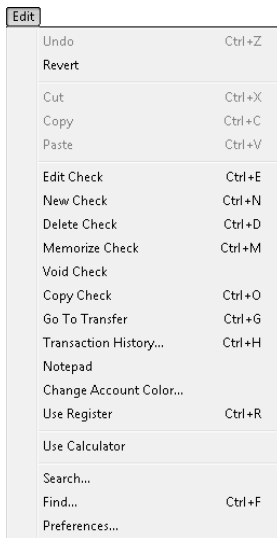 Edit
Undo Ctrl+Z
Revert
Cut Ctrl+X
Copy Ctrl+C
Paste Ctrl+V
Edit Check Ctrl+E
New Check Ctrl+N
Delete Check Ctrl+D
Memorize Check Ctrl+M
Void Check
Copy Check Ctrl+O
Go To Transfer Ctrl+G
Transaction History... Ctrl+H
Notepad
Change Account Color...
Use Register Ctrl+R
Use Calculator
Search...
Find... Ctrl+F
Preferences...